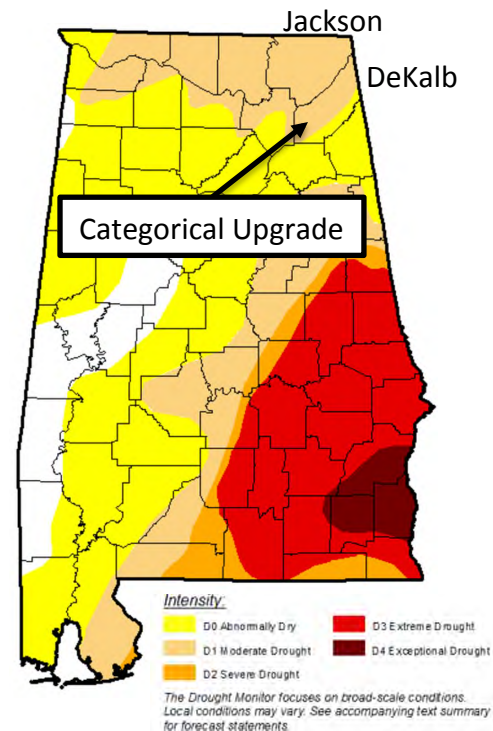 Jackson
DeKalb
Categorical Upgrade
Intensity:
D0 Abnormally Dry
D1 Moderate Drought
D2 Severe Drought
D3 Extreme Drought
D4 Exceptional Drought
The Drought Monitor focuses on broad-scale conditions.
Local conditions may vary. See accompanying text summary
for forecast statements.